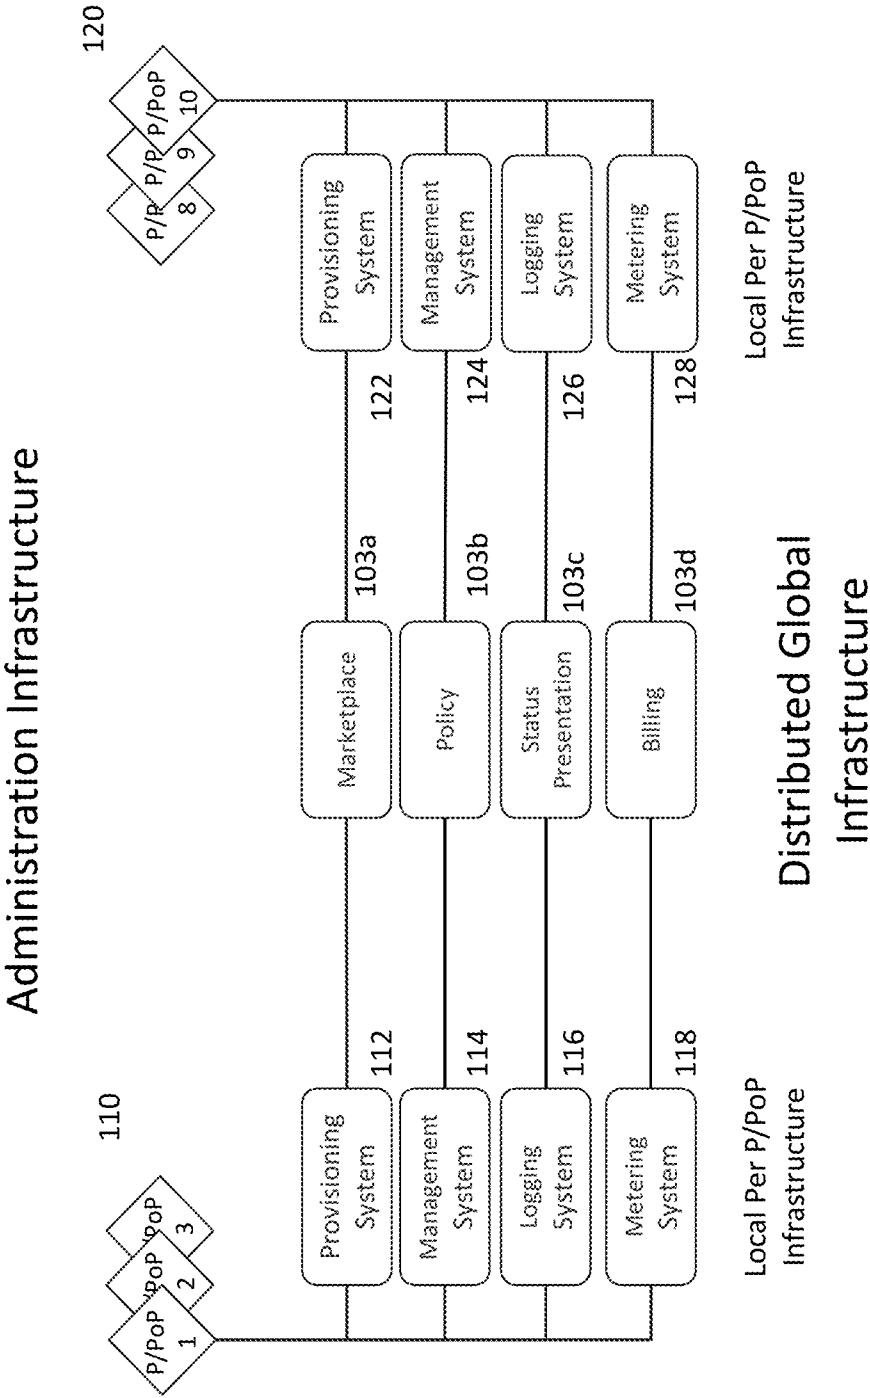 Administration Infrastructure
110
120
P/PoP
1
/PoP
2
/PoP
3
P/P
8
P/P
9
P/PoP
10
Provisioning
System
112
Marketplace
103a
Provisioning
System
122
Management
System
114
Policy
103b
Management
System
124
Logging
System
116
Status
Presentation
103c
Logging
System
126
Metering
System
118
Billing
103d
Metering
System
128
Local Per P/PoP
Infrastructure
Distributed Global
Infrastructure
Local Per P/PoP
Infrastructure